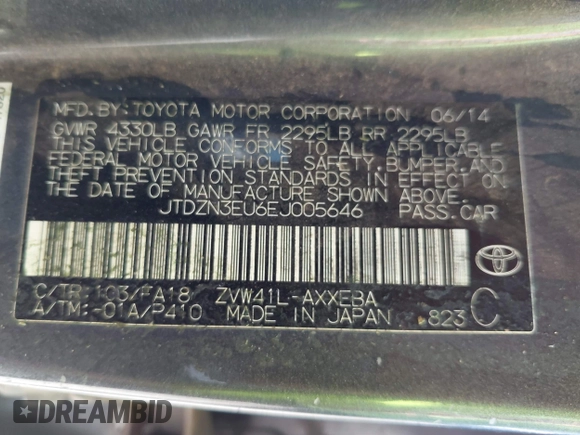 MFD.BY:TOYOTA MOTOR CORPORATION 06/14
GVWR 4330LB GAWR FR 2295LB RR 2295LB
THIS VEHICLE CONFORMS TO ALL APPLICABLE
FEDERAL MOTOR VEHICLE SAFETY, BUMPER,AND
THEFT PREVENTION STANDARDS IN EFFECT ON
THE DATE OF MANUFACTURE SHOWN ABOVE.
JTDZN3EU6EJ005646 PASS.CAR
C/TR:1C3/FA18 ZVW41L-AXXEBA C
A/TM:-01A/P410 MADE IN JAPAN 823
DREAMBID